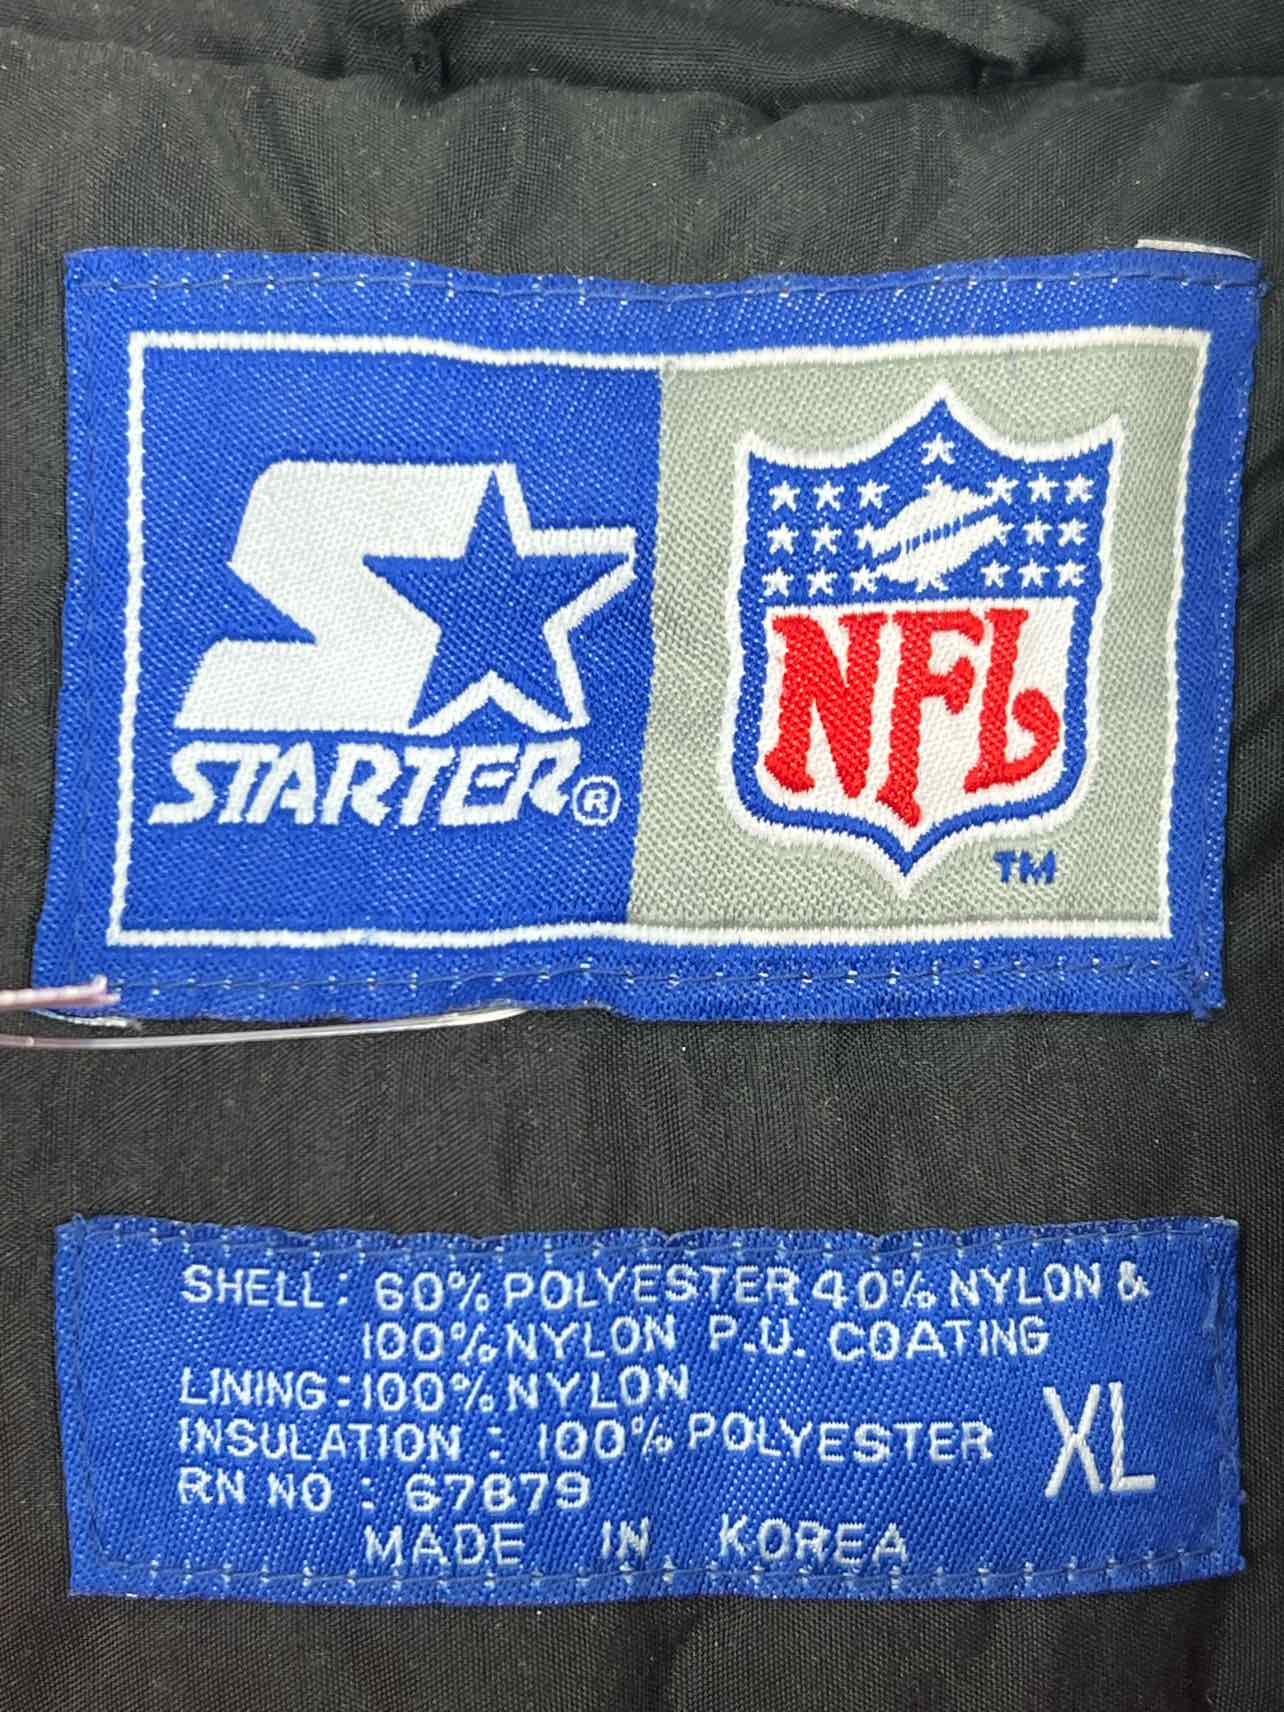 STARTER®
NFL
TM
SHELL: 60% POLYESTER 40% NYLON &
100% NYLON P.U. COATING
LINING: 100% NYLON
INSULATION : 100% POLYESTER
XL
RN NO : 67879
MADE IN KOREA